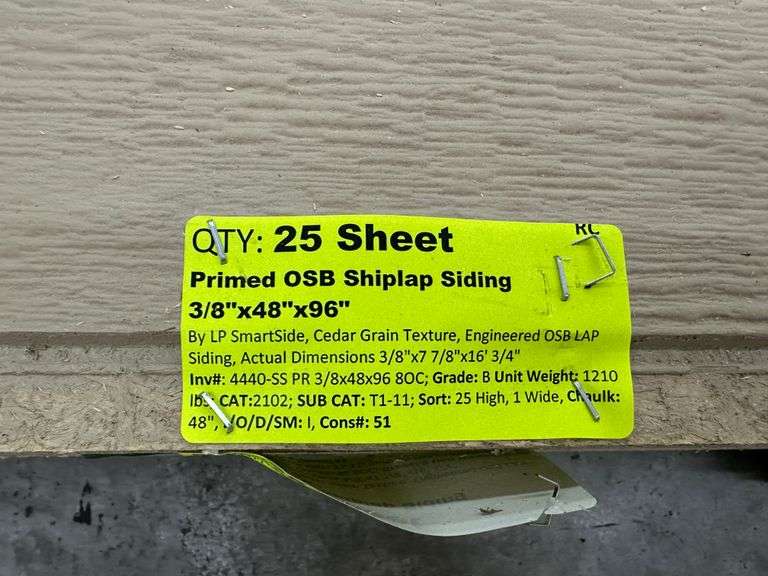 QTY: 25 Sheet
RC
Primed OSB Shiplap Siding
3/8"x48"x96"
By LP SmartSide, Cedar Grain Texture, Engineered OSB LAP
Siding, Actual Dimensions 3/8"x7 7/8"x16' 3/4"
Inv#: 4440-SS PR 3/8x48x96 8OC; Grade: B Unit Weight: 1210
lbs; CAT:2102; SUB CAT: T1-11; Sort: 25 High, 1 Wide, Chaulk:
48", Y/O/D/SM: I, Cons#: 51